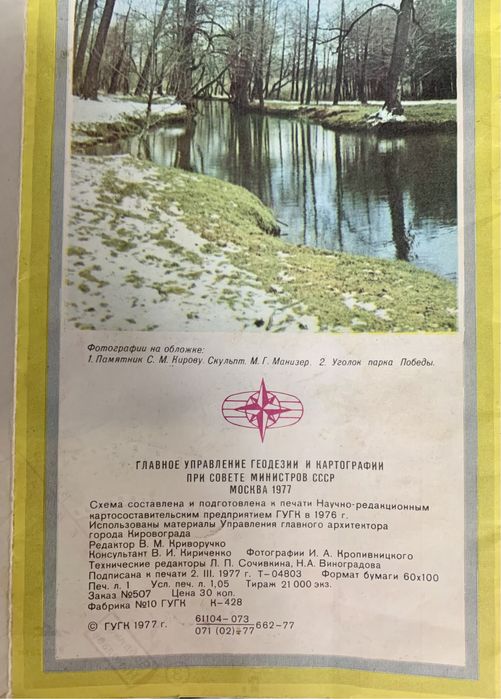 Фотографии на обложке:
1. Памятник С. М. Кирову. Скульпт. М. Г. Манизер. 2. Уголок парка Победы.
ГЛАВНОЕ УПРАВЛЕНИЕ ГЕОДЕЗИИ И КАРТОГРАФИИ
ПРИ СОВЕТЕ МИНИСТРОВ СССР
МОСКВА 1977
Схема составлена и подготовлена к печати Научно-редакционным
картосоставительским предприятием ГУГК в 1976 г.
Использованы материалы Управления главного архитектора
города Кировограда
Редактор В. М. Криворучко
Консультант В. И. Кириченко Фотографии И. А. Кропивницкого
Технические редакторы Л. П. Сочивкина, Н.А. Виноградова
Подписана к печати 2. III. 1977 г. Т-04803 Формат бумаги 60x100
Печ. л. 1 Усл. печ. л. 1,05 Тираж 21 000 экз.
Заказ №507 Цена 30 коп.
Фабрика №10 ГУГК К-428
© ГУГК 1977 г. 61104-073
071 (02)-77 662-77